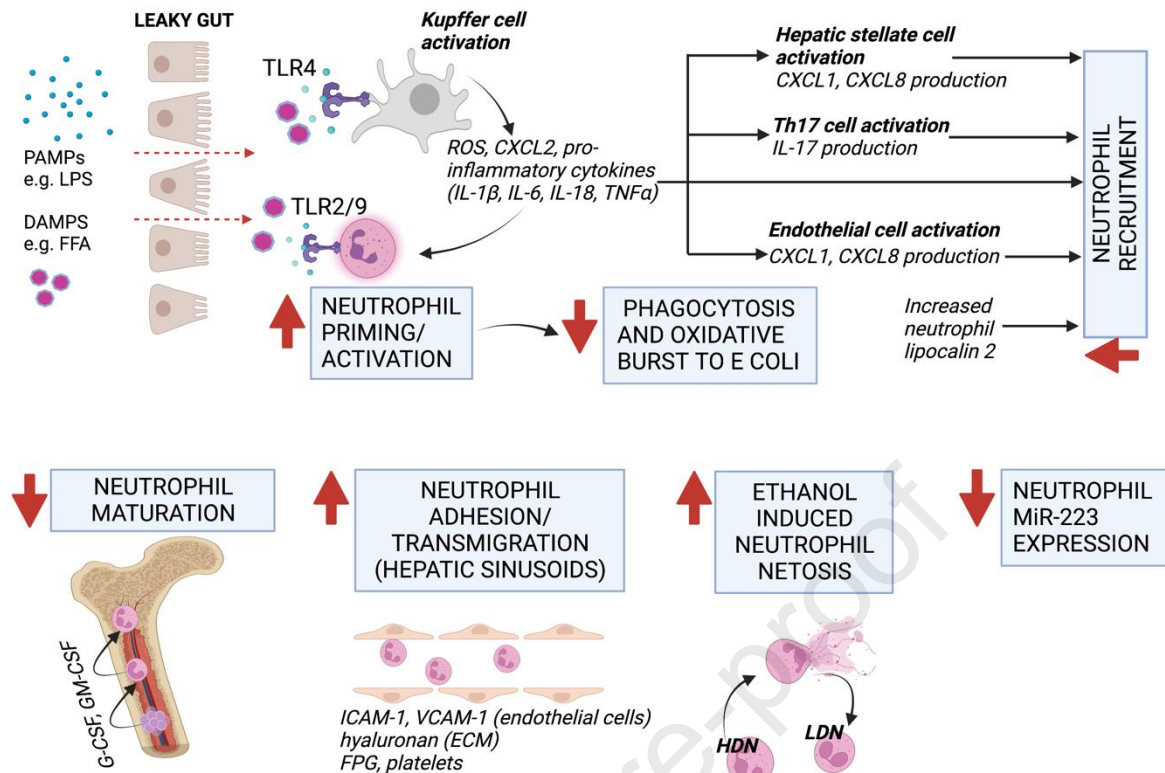 LEAKY GUT
PAMPs
e.g. LPS
DAMPS
e.g. FFA
TLR4
Kupffer cell
activation
TLR2/9
ROS, CXCL2, pro-
inflammatory cytokines
(IL-1β, IL-6, IL-18, TNFα)
Hepatic stellate cell
activation
CXCL1, CXCL8 production
Th17 cell activation
IL-17 production
Endothelial cell activation
CXCL1, CXCL8 production
Increased
neutrophil
lipocalin 2
NEUTROPHIL
RECRUITMENT
NEUTROPHIL
PRIMING/
ACTIVATION
PHAGOCYTOSIS
AND OXIDATIVE
BURST TO E COLI
NEUTROPHIL
MATURATION
G-CSF, GM-CSF
NEUTROPHIL
ADHESION/
TRANSMIGRATION
(HEPATIC SINUSOIDS)
ICAM-1, VCAM-1 (endothelial cells)
hyaluronan (ECM)
FPG, platelets
ETHANOL
INDUCED
NEUTROPHIL
NETOSIS
HDN
LDN
NEUTROPHIL
MiR-223
EXPRESSION
re-proof